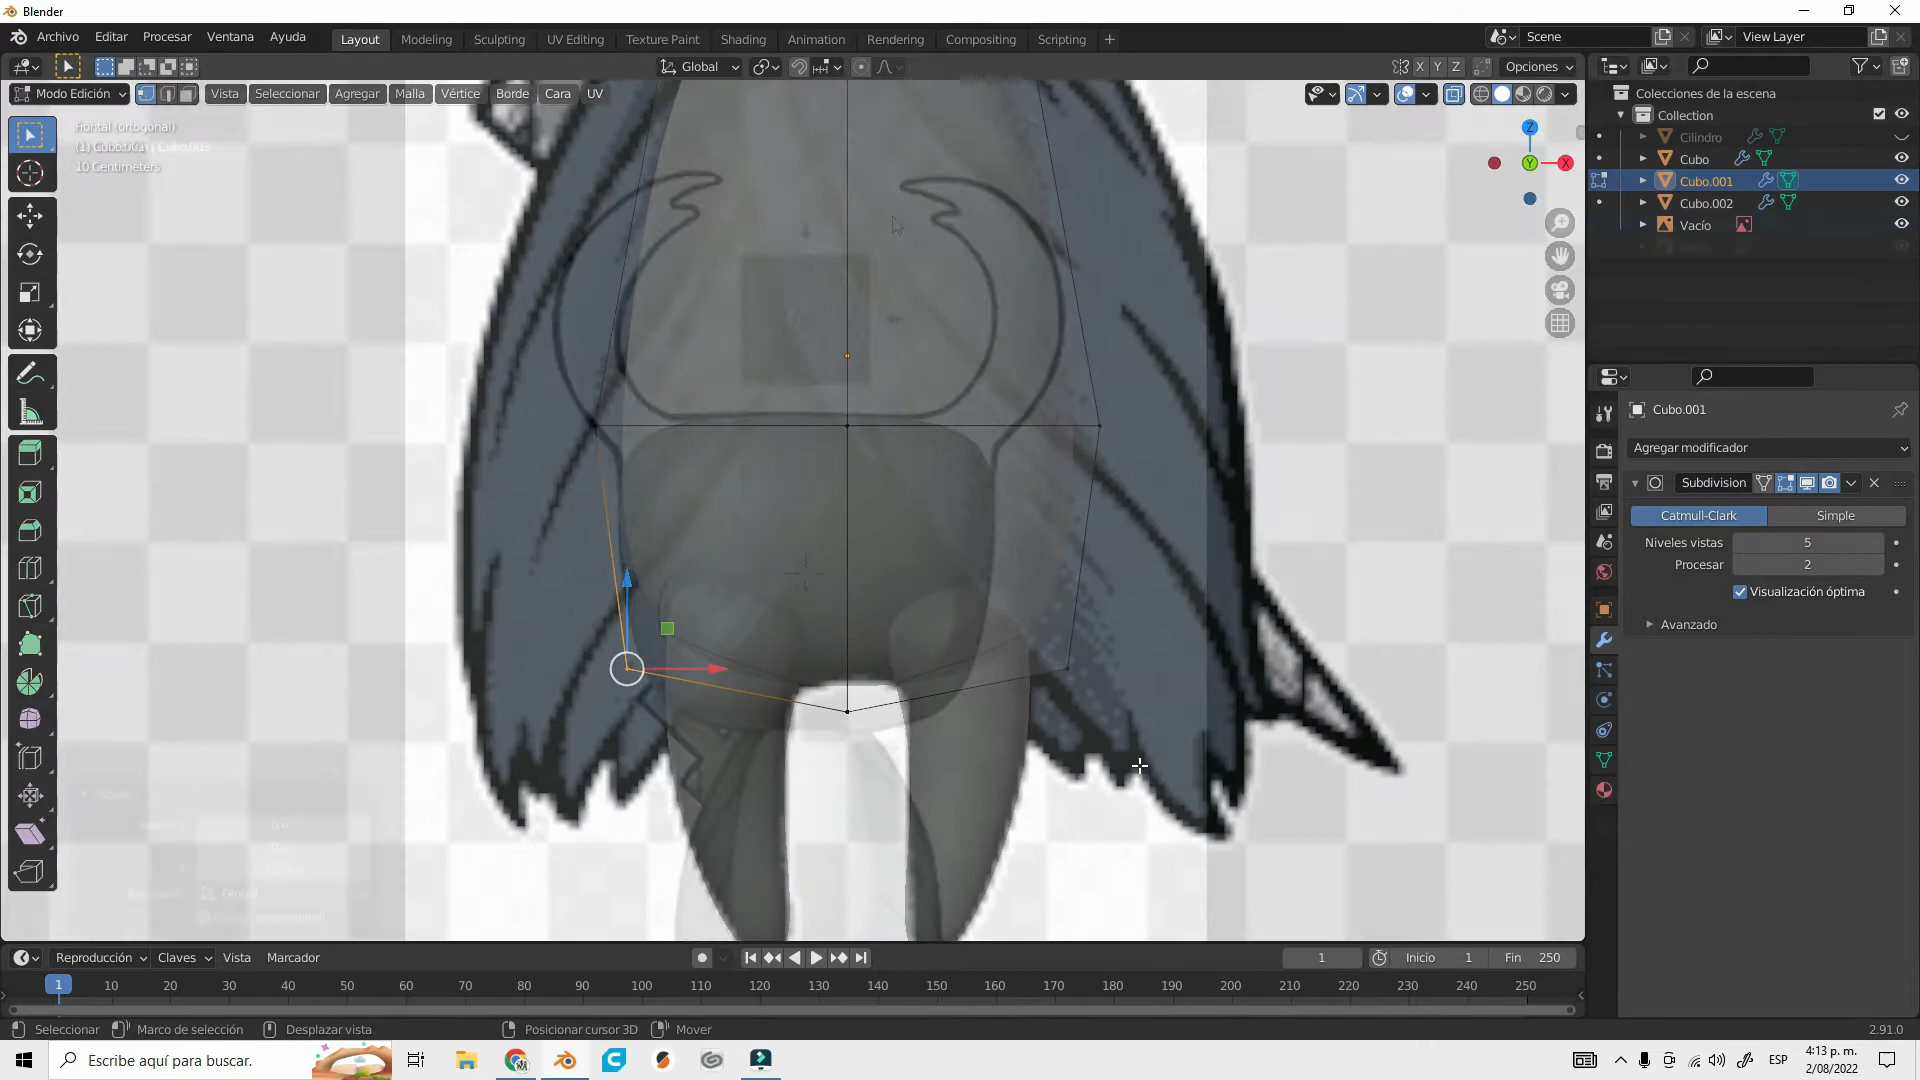 Blender
Archivo Editar Procesar Ventana Ayuda
Layout Modeling Sculpting UV Editing Texture Paint Shading Animation Rendering Compositing Scripting +
Scene
View Layer
Global
X Y Z
Opciones
Modo Edición
Vista Seleccionar Agregar Malla Vértice Borde Cara UV
Frontal (ortogonal)
(1) Cubo.001
10 Centimeters
Z
Y
X
Colecciones de la escena
Collection
Cilindro
Cubo
Cubo.001
Cubo.002
Vacío
Cubo.001
Agregar modificador
Subdivision
Catmull-Clark Simple
Niveles vistas 5
Procesar 2
Visualización óptima
Avanzado
Reproducción Claves Vista Marcador
1 Inicio 1 Fin 250
1 10 20 30 40 50 60 70 80 90 100 110 120 130 140 150 160 170 180 190 200 210 220 230 240 250
Seleccionar Marco de selección Desplazar vista Posicionar cursor 3D Mover 2.91.0
Escribe aquí para buscar.
ESP
4:13 p. m.
2/08/2022